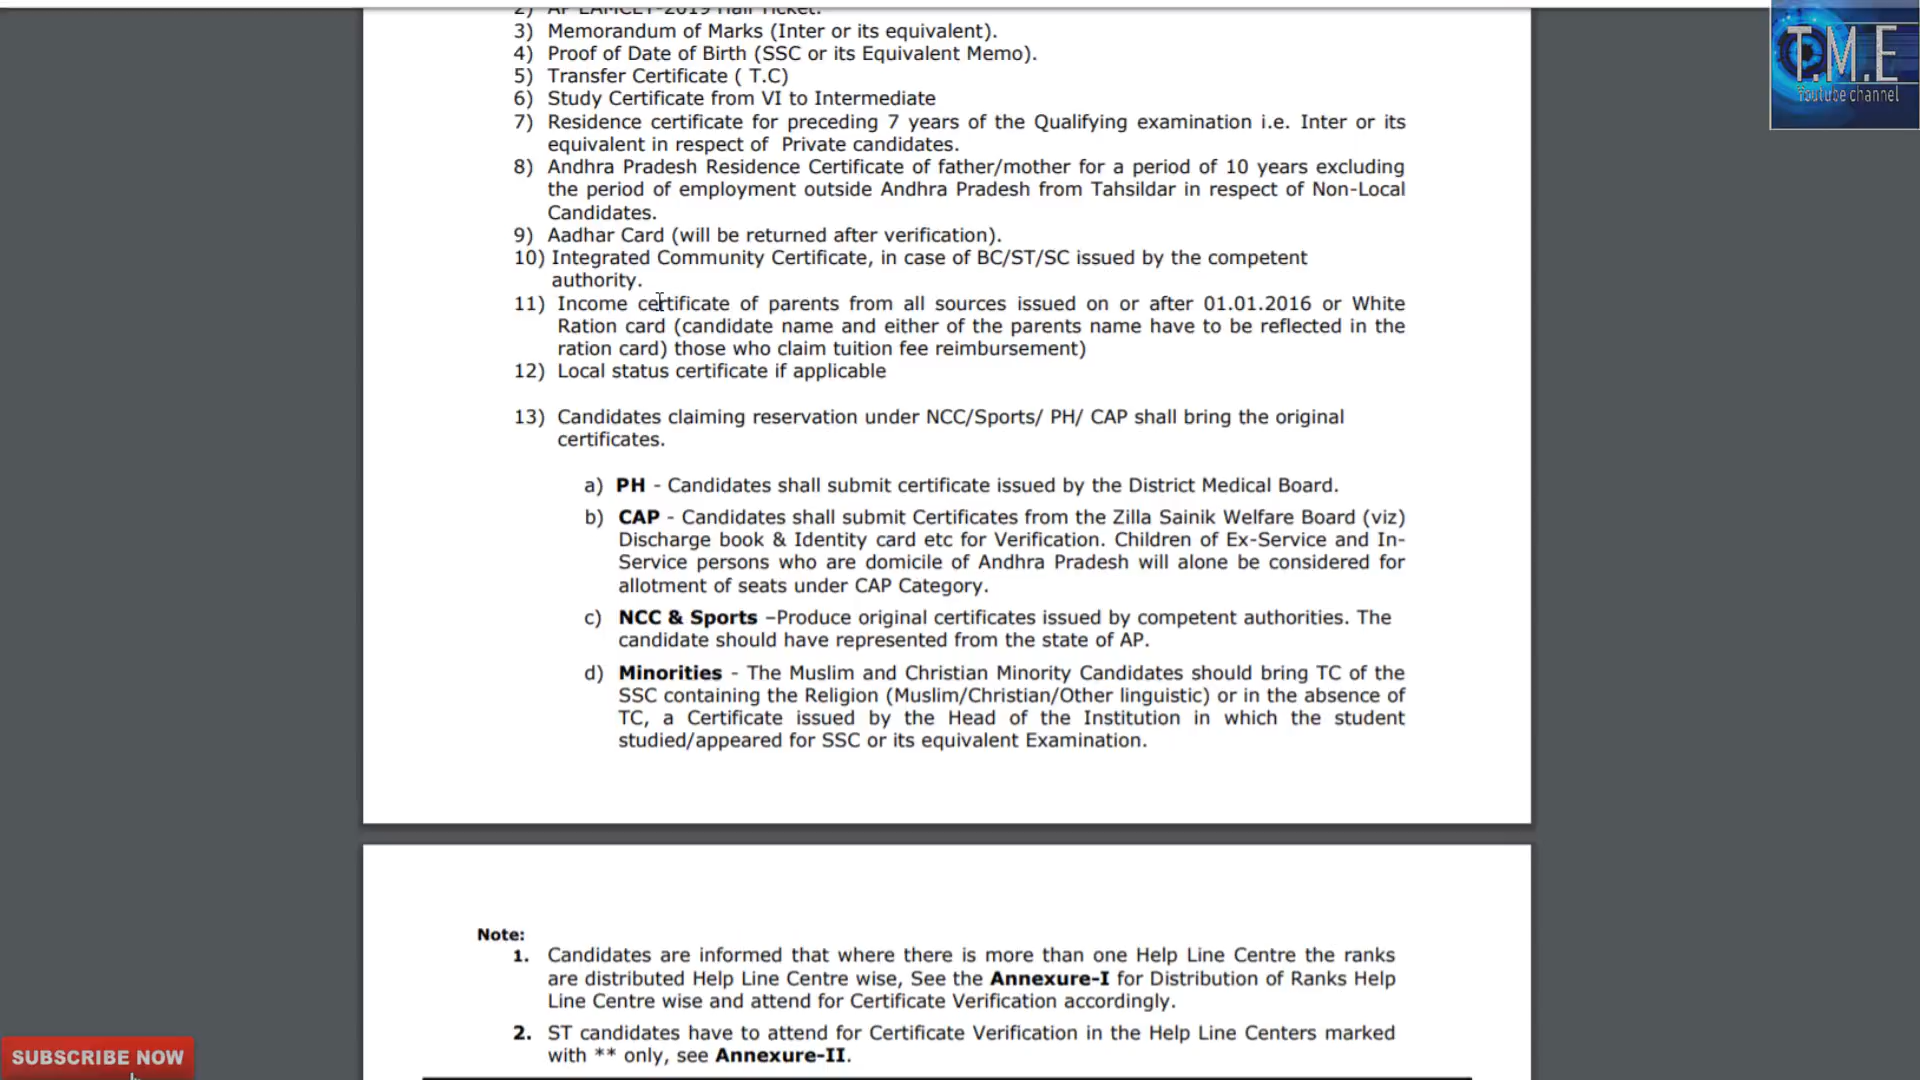 2) AP EAMCET-2019 Hall Ticket.
3) Memorandum of Marks (Inter or its equivalent).
4) Proof of Date of Birth (SSC or its Equivalent Memo).
5) Transfer Certificate ( T.C)
6) Study Certificate from VI to Intermediate
7) Residence certificate for preceding 7 years of the Qualifying examination i.e. Inter or its
equivalent in respect of Private candidates.
8) Andhra Pradesh Residence Certificate of father/mother for a period of 10 years excluding
the period of employment outside Andhra Pradesh from Tahsildar in respect of Non-Local
Candidates.
9) Aadhar Card (will be returned after verification).
10) Integrated Community Certificate, in case of BC/ST/SC issued by the competent
authority.
11) Income certificate of parents from all sources issued on or after 01.01.2016 or White
Ration card (candidate name and either of the parents name have to be reflected in the
ration card) those who claim tuition fee reimbursement)
12) Local status certificate if applicable
13) Candidates claiming reservation under NCC/Sports/ PH/ CAP shall bring the original
certificates.
a) PH - Candidates shall submit certificate issued by the District Medical Board.
b) CAP - Candidates shall submit Certificates from the Zilla Sainik Welfare Board (viz)
Discharge book & Identity card etc for Verification. Children of Ex-Service and In-
Service persons who are domicile of Andhra Pradesh will alone be considered for
allotment of seats under CAP Category.
c) NCC & Sports –Produce original certificates issued by competent authorities. The
candidate should have represented from the state of AP.
d) Minorities - The Muslim and Christian Minority Candidates should bring TC of the
SSC containing the Religion (Muslim/Christian/Other linguistic) or in the absence of
TC, a Certificate issued by the Head of the Institution in which the student
studied/appeared for SSC or its equivalent Examination.
Note:
1. Candidates are informed that where there is more than one Help Line Centre the ranks
are distributed Help Line Centre wise, See the Annexure-I for Distribution of Ranks Help
Line Centre wise and attend for Certificate Verification accordingly.
2. ST candidates have to attend for Certificate Verification in the Help Line Centers marked
with ** only, see Annexure-II.
T.M.E
Youtube channel
SUBSCRIBE NOW